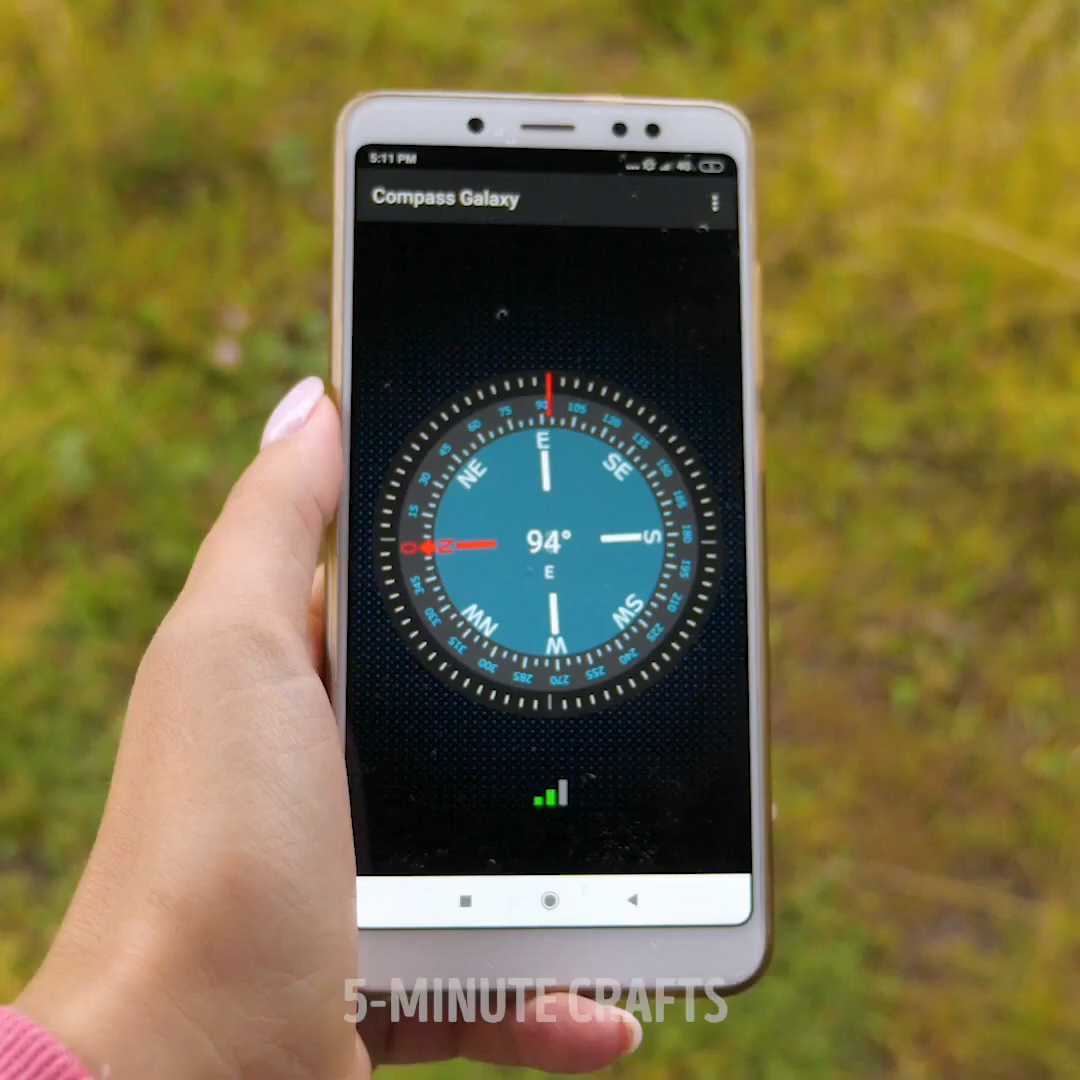 5:11 PM 4G
Compass Galaxy
75 90 105
60 120
E
45 135
NE SE
30 150
15 165
0 N 94° S 180
E
345 195
330 210
NW SW
315 225
W
300 240
285 270 255
5-MINUTE CRAFTS